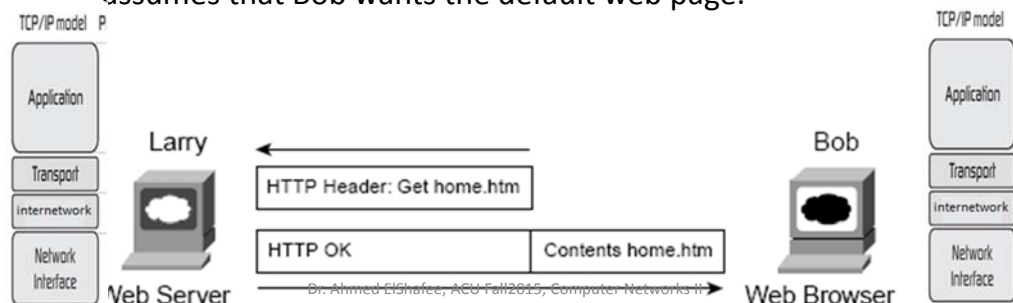 assumes that Bob wants the default web page.
TCP/IP model P
Application
Transport
internetwork
Network
Interface
Larry
Web Server
HTTP Header: Get home.htm
HTTP OK
Contents home.htm
Dr. Ahmed ElShafee, ACU Fall2015, Computer Networks II
Bob
Web Browser
TCP/IP model
Application
Transport
internetwork
Network
Interface